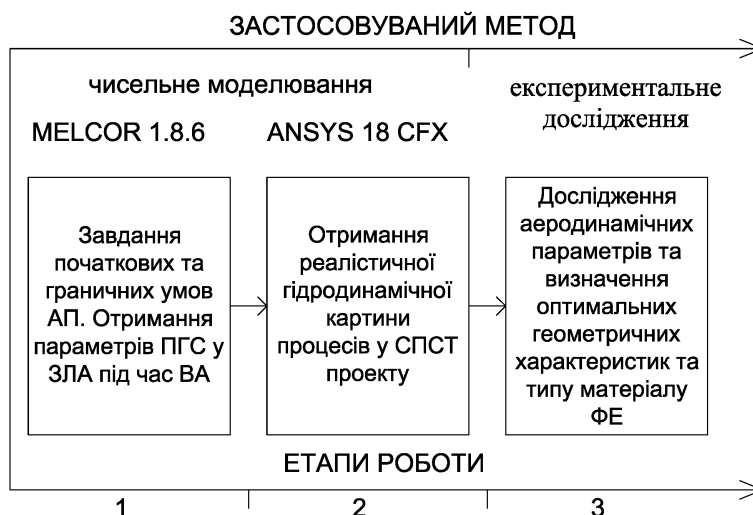 ЗАСТОСОВУВАНИЙ МЕТОД
чисельне моделювання
експериментальне
дослідження
MELCOR 1.8.6
ANSYS 18 CFX
Завдання
початкових та
граничних умов
АП. Отримання
параметрів ПГС у
ЗЛА під час ВА
Отримання
реалістичної
гідродинамічної
картини
процесів у СПСТ
проекту
Дослідження
аеродинамічних
параметрів та
визначення
оптимальних
геометричних
характеристик та
типу матеріалу
ФЕ
ЕТАПИ РОБОТИ
1
2
3